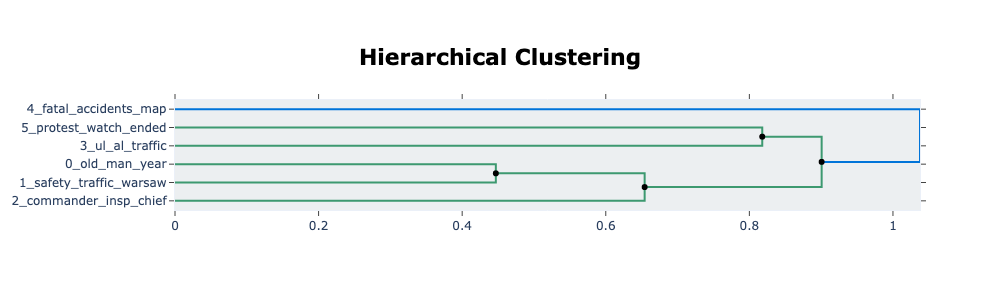 Hierarchical Clustering
4_fatal_accidents_map
5_protest_watch_ended
3_ul_al_traffic
0_old_man_year
1_safety_traffic_warsaw
2_commander_insp_chief
0 0.2 0.4 0.6 0.8 1